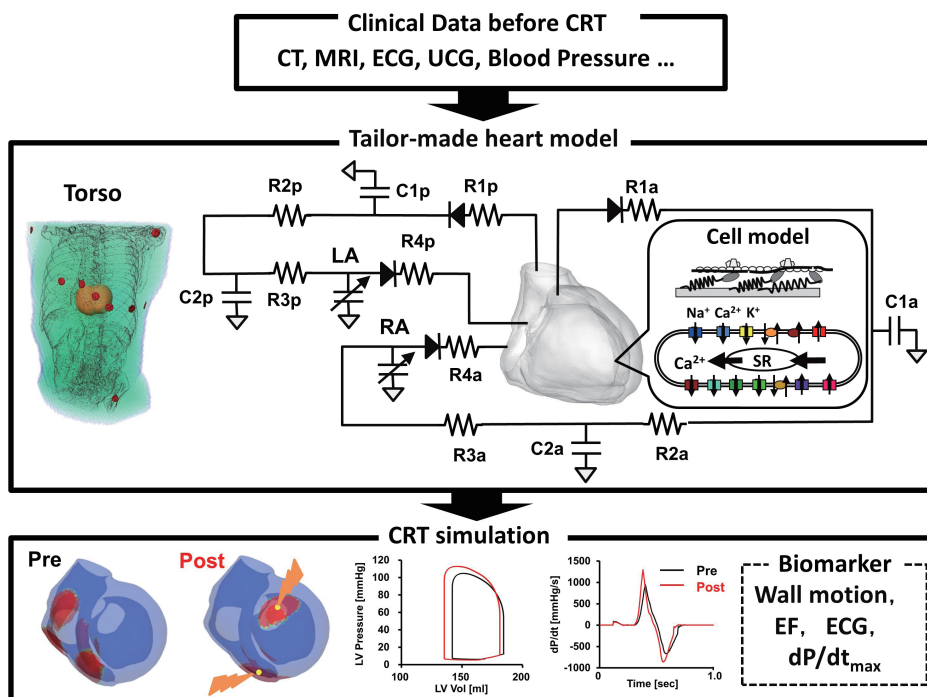 Clinical Data before CRT
CT, MRI, ECG, UCG, Blood Pressure ...
Tailor-made heart model
Torso
R2p
C1p
R1p
R1a
C2p
R3p
LA
R4p
RA
R4a
R3a
C2a
R2a
C1a
Cell model
Na⁺ Ca²⁺ K⁺
Ca²⁺
SR
CRT simulation
Pre
Post
LV Pressure [mmHg]
120
100
80
60
40
20
0
100
150
200
LV Vol [ml]
dP/dt [mmHg/s]
1500
1000
500
0
-500
-1000
0
1.0
Time [sec]
Pre
Post
Biomarker
Wall motion,
EF, ECG,
dP/dtmax